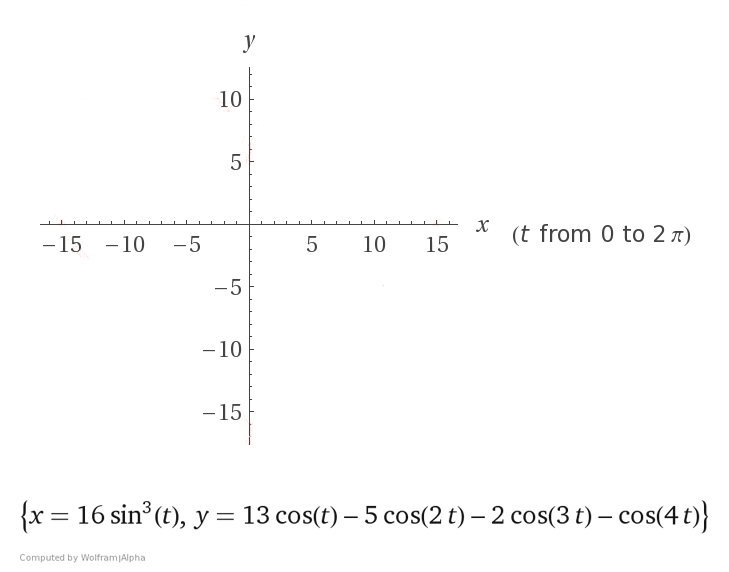 y
10
5
−15 −10 −5 5 10 15 x (t from 0 to 2 π)
−5
−10
−15
{x = 16 sin³(t), y = 13 cos(t) − 5 cos(2 t) − 2 cos(3 t) − cos(4 t)}
Computed by Wolfram|Alpha